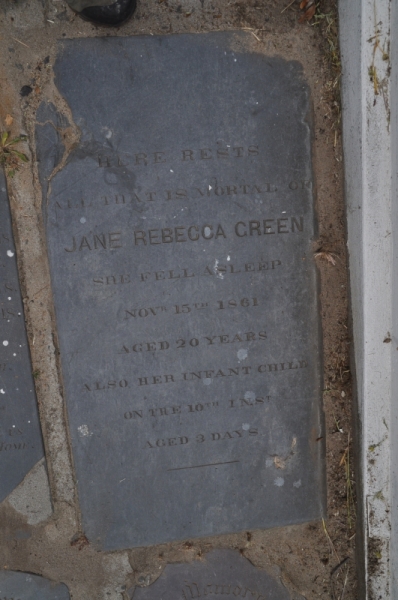 HERE RESTS
ALL THAT IS MORTAL OF
JANE REBECCA GREEN
SHE FELL ASLEEP
NOVR 15TH 1861
AGED 20 YEARS
ALSO HER INFANT CHILD
ON THE 10TH INST
AGED 3 DAYS